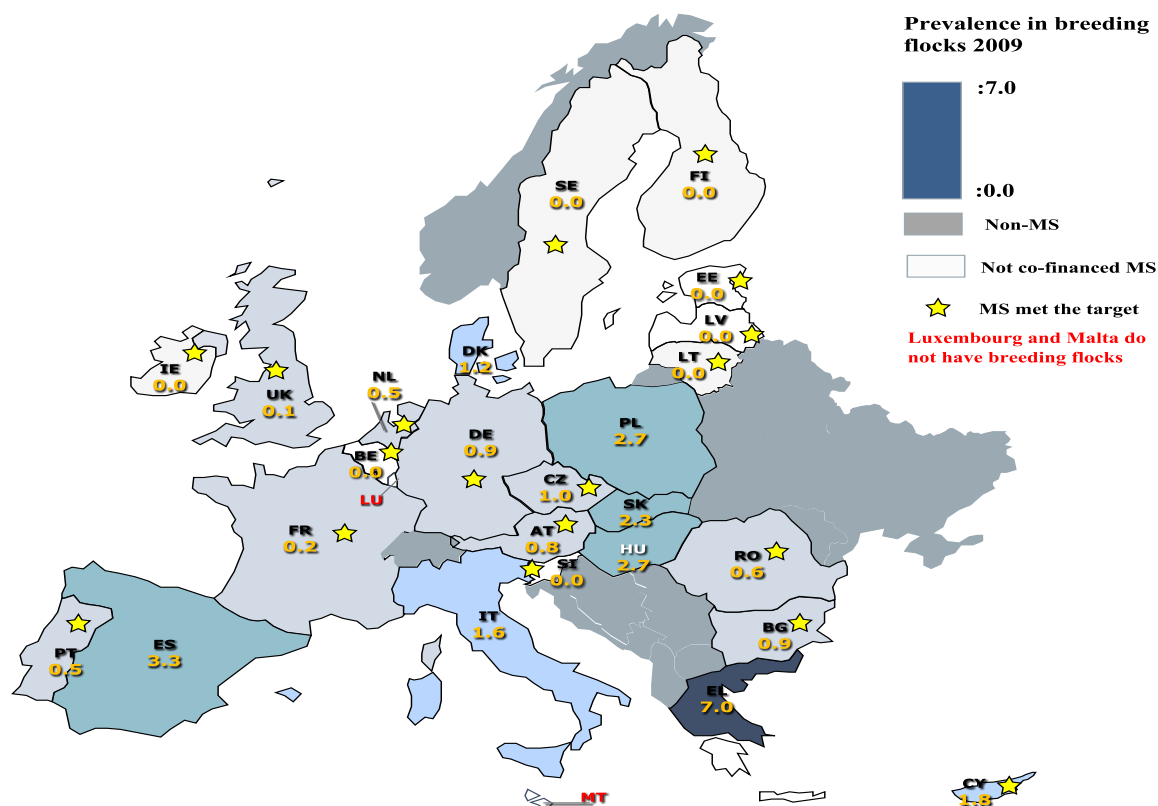 Prevalence in breeding
flocks 2009
:7.0
:0.0
Non-MS
Not co-financed MS
MS met the target
Luxembourg and Malta do
not have breeding flocks
SE
0.0
FI
0.0
EE
0.0
LV
0.0
LT
0.0
DK
1.2
IE
0.0
UK
0.1
NL
0.5
BE
0.0
LU
DE
0.9
PL
2.7
CZ
1.0
SK
2.3
AT
0.8
HU
2.7
SI
0.0
FR
0.2
RO
0.6
BG
0.9
IT
1.6
PT
0.5
ES
3.3
EL
7.0
CY
1.8
MT